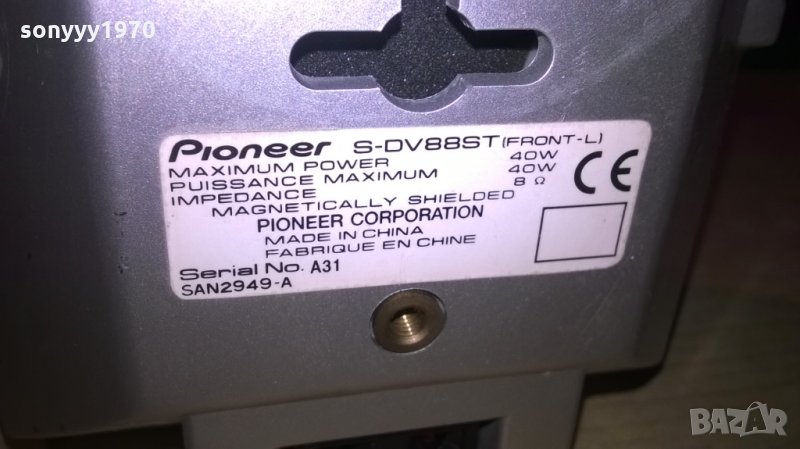 sonyyy1970
Pioneer S-DV88ST (FRONT-L)
MAXIMUM POWER 40W
PUISSANCE MAXIMUM 40W
IMPEDANCE 8 Ω
MAGNETICALLY SHIELDED
PIONEER CORPORATION
MADE IN CHINA
FABRIQUE EN CHINE
Serial No. A31
SAN2949-A
CE
BAZAR